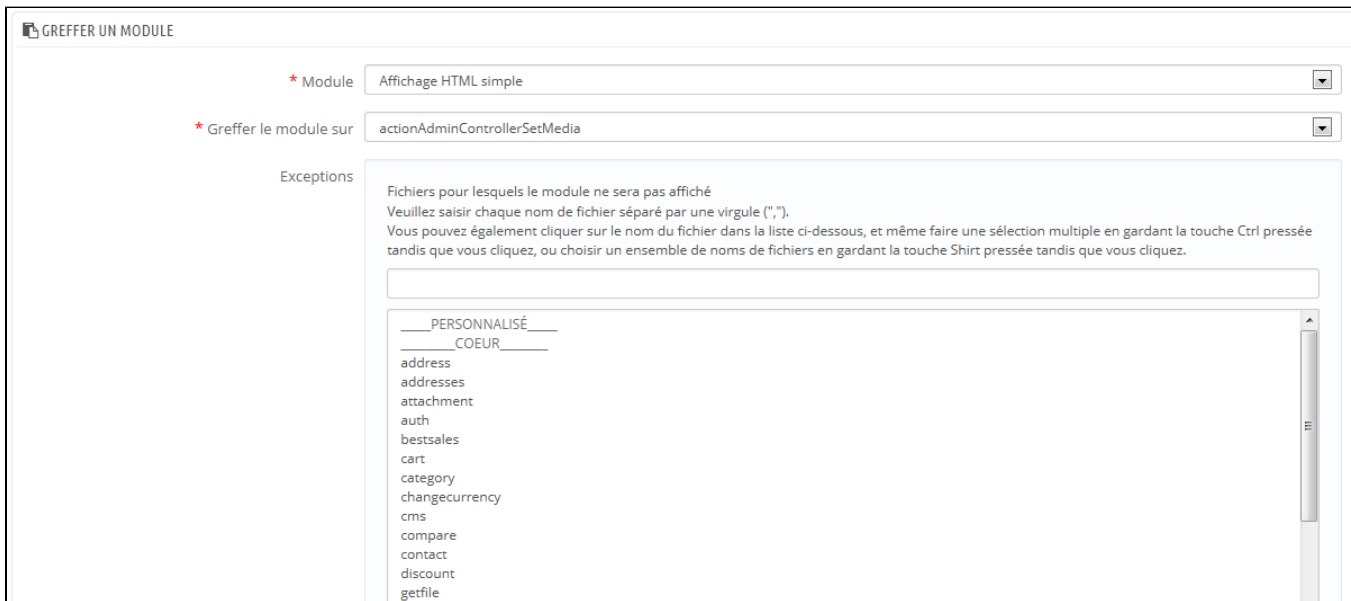 GREFFER UN MODULE
* Module Affichage HTML simple
* Greffer le module sur actionAdminControllerSetMedia
Exceptions
Fichiers pour lesquels le module ne sera pas affiché
Veuillez saisir chaque nom de fichier séparé par une virgule (",").
Vous pouvez également cliquer sur le nom du fichier dans la liste ci-dessous, et même faire une sélection multiple en gardant la touche Ctrl pressée
tandis que vous cliquez, ou choisir un ensemble de noms de fichiers en gardant la touche Shirt pressée tandis que vous cliquez.
_____PERSONNALISÉ_____
_________COEUR________
address
addresses
attachment
auth
bestsales
cart
category
changecurrency
cms
compare
contact
discount
getfile